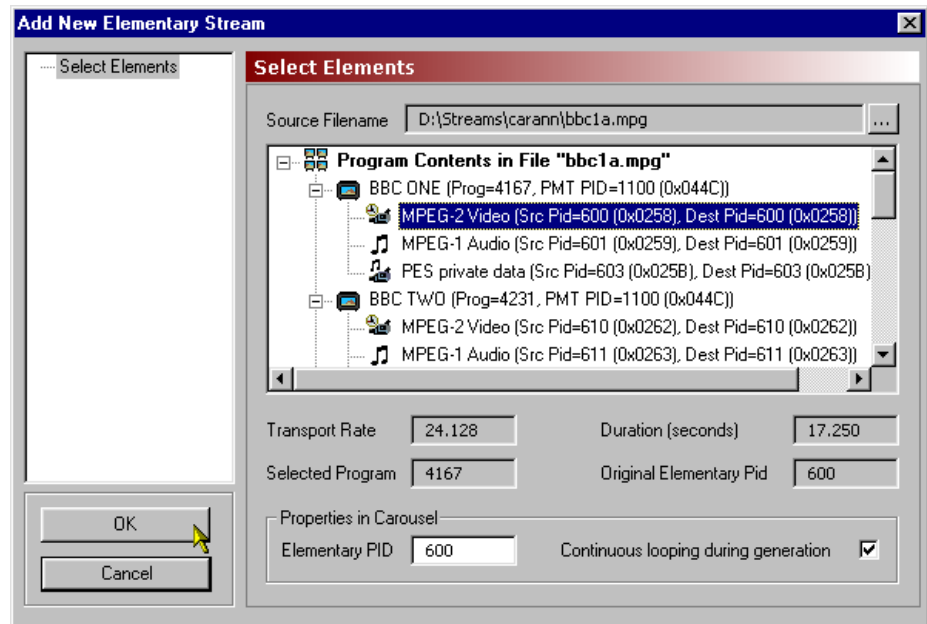 Add New Elementary Stream
Select Elements
Select Elements
Source Filename D:\Streams\carann\bbc1a.mpg ...
Program Contents in File "bbc1a.mpg"
BBC ONE (Prog=4167, PMT PID=1100 (0x044C))
MPEG-2 Video (Src Pid=600 (0x0258), Dest Pid=600 (0x0258))
MPEG-1 Audio (Src Pid=601 (0x0259), Dest Pid=601 (0x0259))
PES private data (Src Pid=603 (0x025B), Dest Pid=603 (0x025B)
BBC TWO (Prog=4231, PMT PID=1100 (0x044C))
MPEG-2 Video (Src Pid=610 (0x0262), Dest Pid=610 (0x0262))
MPEG-1 Audio (Src Pid=611 (0x0263), Dest Pid=611 (0x0263))
Transport Rate 24.128 Duration (seconds) 17.250
Selected Program 4167 Original Elementary Pid 600
Properties in Carousel
Elementary PID 600 Continuous looping during generation
OK
Cancel